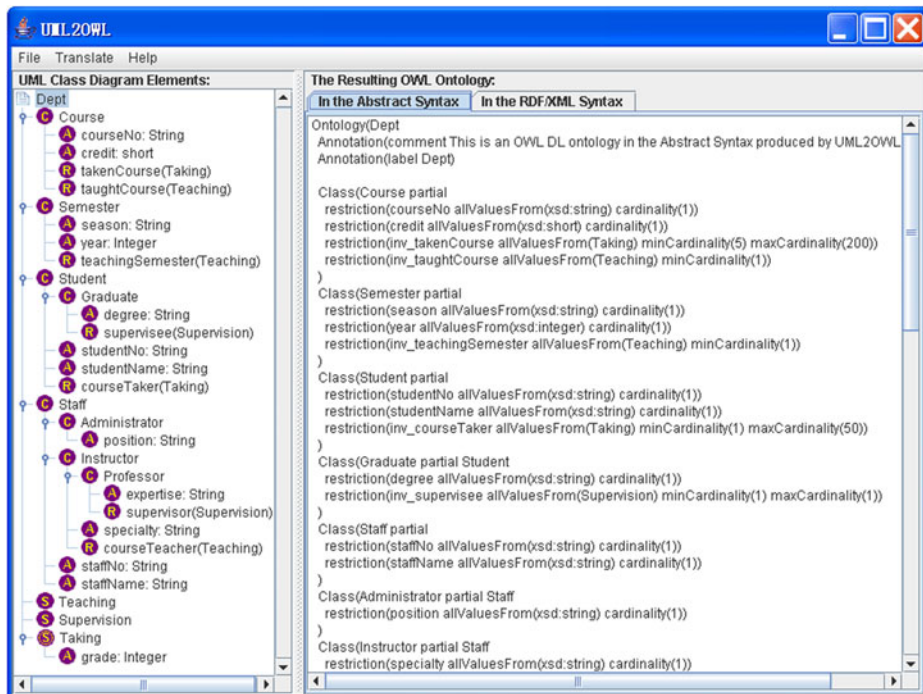 UML2OWL
File Translate Help
UML Class Diagram Elements:
Dept
C Course
A courseNo: String
A credit: short
R takenCourse(Taking)
R taughtCourse(Teaching)
C Semester
A season: String
A year: Integer
R teachingSemester(Teaching)
C Student
C Graduate
A degree: String
R supervisee(Supervision)
A studentNo: String
A studentName: String
R courseTaker(Taking)
C Staff
C Administrator
A position: String
C Instructor
C Professor
A expertise: String
R supervisor(Supervision)
A specialty: String
R courseTeacher(Teaching)
A staffNo: String
A staffName: String
S Teaching
S Supervision
S Taking
A grade: Integer
The Resulting OWL Ontology:
In the Abstract Syntax In the RDF/XML Syntax
Ontology(Dept
Annotation(comment This is an OWL DL ontology in the Abstract Syntax produced by UML2OWL
Annotation(label Dept)
Class(Course partial
restriction(courseNo allValuesFrom(xsd:string) cardinality(1))
restriction(credit allValuesFrom(xsd:short) cardinality(1))
restriction(inv_takenCourse allValuesFrom(Taking) minCardinality(5) maxCardinality(200))
restriction(inv_taughtCourse allValuesFrom(Teaching) minCardinality(1))
)
Class(Semester partial
restriction(season allValuesFrom(xsd:string) cardinality(1))
restriction(year allValuesFrom(xsd:integer) cardinality(1))
restriction(inv_teachingSemester allValuesFrom(Teaching) minCardinality(1))
)
Class(Student partial
restriction(studentNo allValuesFrom(xsd:string) cardinality(1))
restriction(studentName allValuesFrom(xsd:string) cardinality(1))
restriction(inv_courseTaker allValuesFrom(Taking) minCardinality(1) maxCardinality(50))
)
Class(Graduate partial Student
restriction(degree allValuesFrom(xsd:string) cardinality(1))
restriction(inv_supervisee allValuesFrom(Supervision) minCardinality(1) maxCardinality(1))
)
Class(Staff partial
restriction(staffNo allValuesFrom(xsd:string) cardinality(1))
restriction(staffName allValuesFrom(xsd:string) cardinality(1))
)
Class(Administrator partial Staff
restriction(position allValuesFrom(xsd:string) cardinality(1))
)
Class(Instructor partial Staff
restriction(specialty allValuesFrom(xsd:string) cardinality(1))